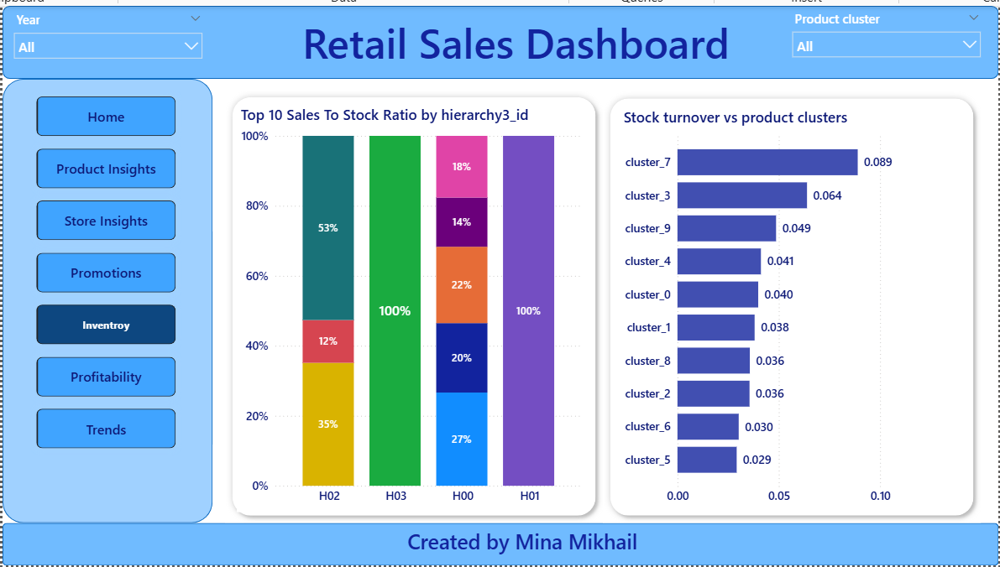 Data
Queries
Insert
Year
All
Retail Sales Dashboard
Product cluster
All
Home
Product Insights
Store Insights
Promotions
Inventroy
Profitability
Trends
Top 10 Sales To Stock Ratio by hierarchy3_id
100%
80%
60%
40%
20%
0%
53%
12%
35%
100%
18%
14%
22%
20%
27%
100%
H02
H03
H00
H01
Stock turnover vs product clusters
cluster_7 0.089
cluster_3 0.064
cluster_9 0.049
cluster_4 0.041
cluster_0 0.040
cluster_1 0.038
cluster_8 0.036
cluster_2 0.036
cluster_6 0.030
cluster_5 0.029
0.00 0.05 0.10
Created by Mina Mikhail